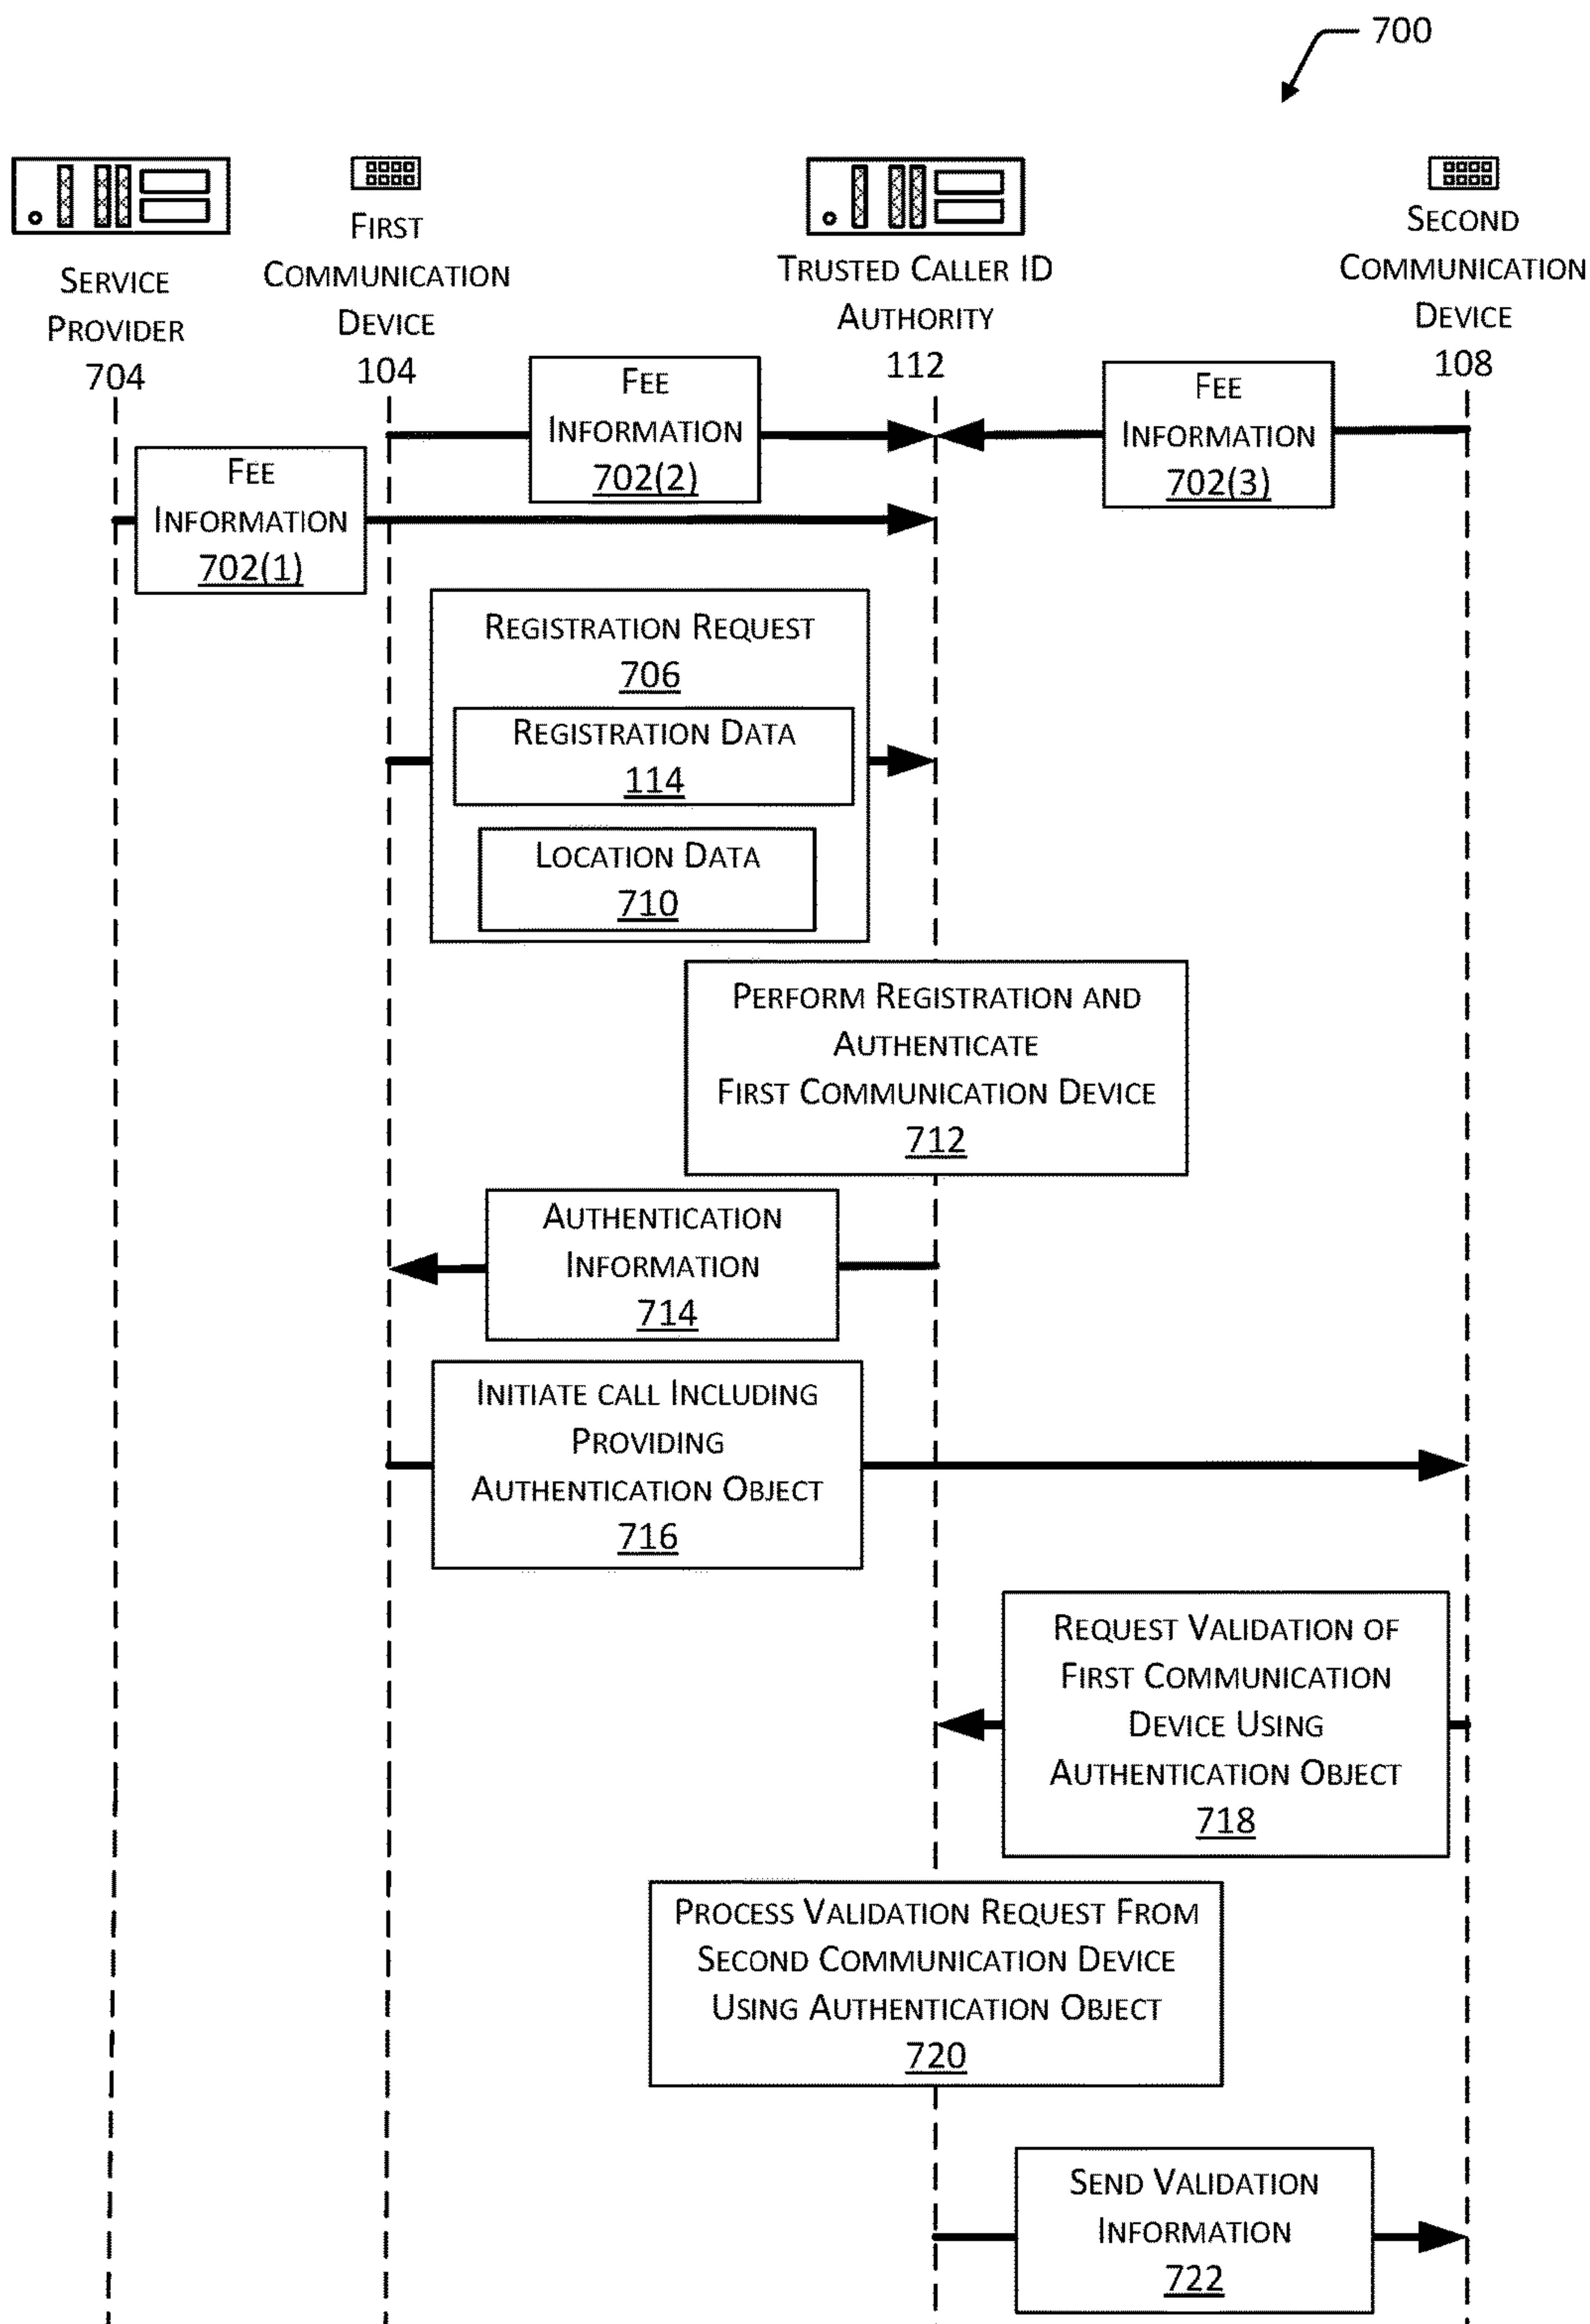 700
SERVICE
PROVIDER
704
FIRST
COMMUNICATION
DEVICE
104
TRUSTED CALLER ID
AUTHORITY
112
SECOND
COMMUNICATION
DEVICE
108
FEE
INFORMATION
702(2)
FEE
INFORMATION
702(3)
FEE
INFORMATION
702(1)
REGISTRATION REQUEST
706
REGISTRATION DATA
114
LOCATION DATA
710
PERFORM REGISTRATION AND
AUTHENTICATE
FIRST COMMUNICATION DEVICE
712
AUTHENTICATION
INFORMATION
714
INITIATE CALL INCLUDING
PROVIDING
AUTHENTICATION OBJECT
716
REQUEST VALIDATION OF
FIRST COMMUNICATION
DEVICE USING
AUTHENTICATION OBJECT
718
PROCESS VALIDATION REQUEST FROM
SECOND COMMUNICATION DEVICE
USING AUTHENTICATION OBJECT
720
SEND VALIDATION
INFORMATION
722